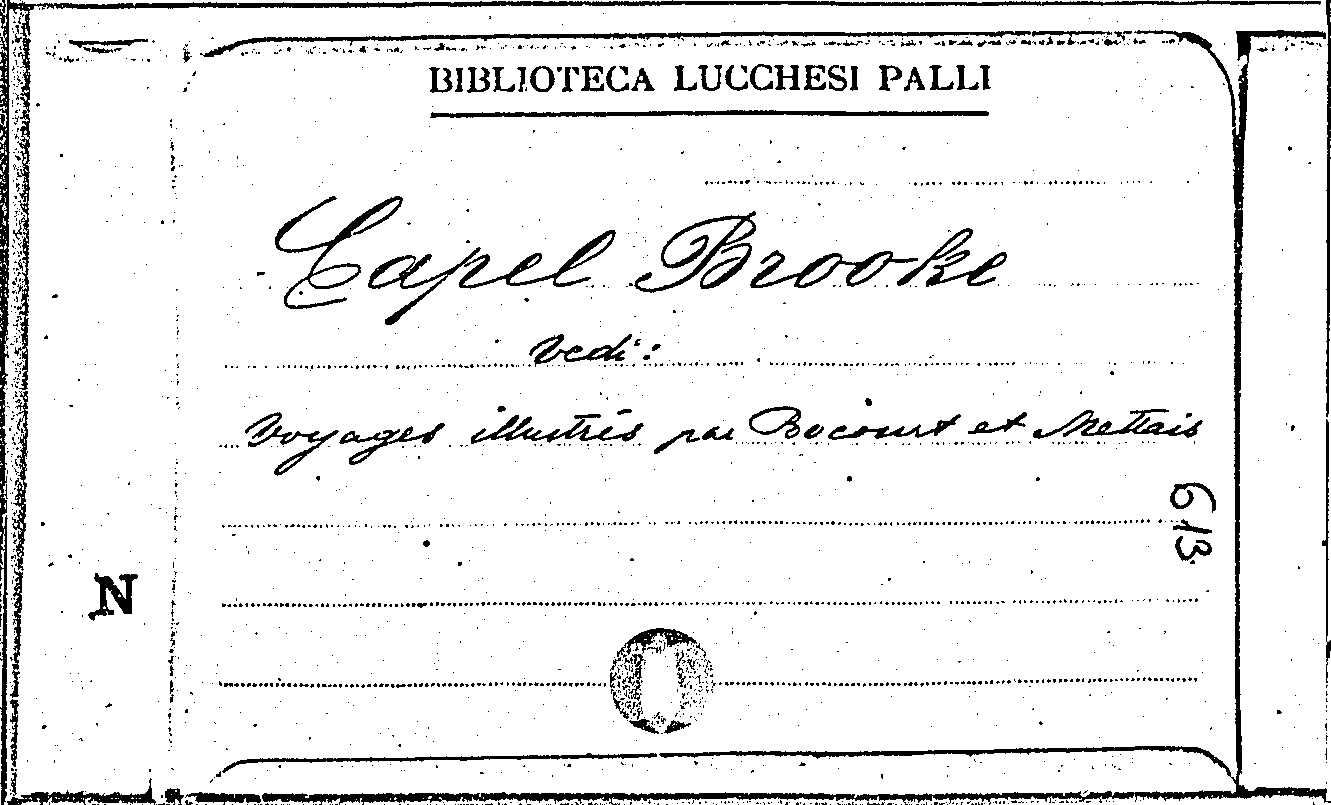 BIBLIOTECA LUCCHESI PALLI
Capel Brooke
Vedi:
Voyages illustrés par Bocourt et Mettais
613
N